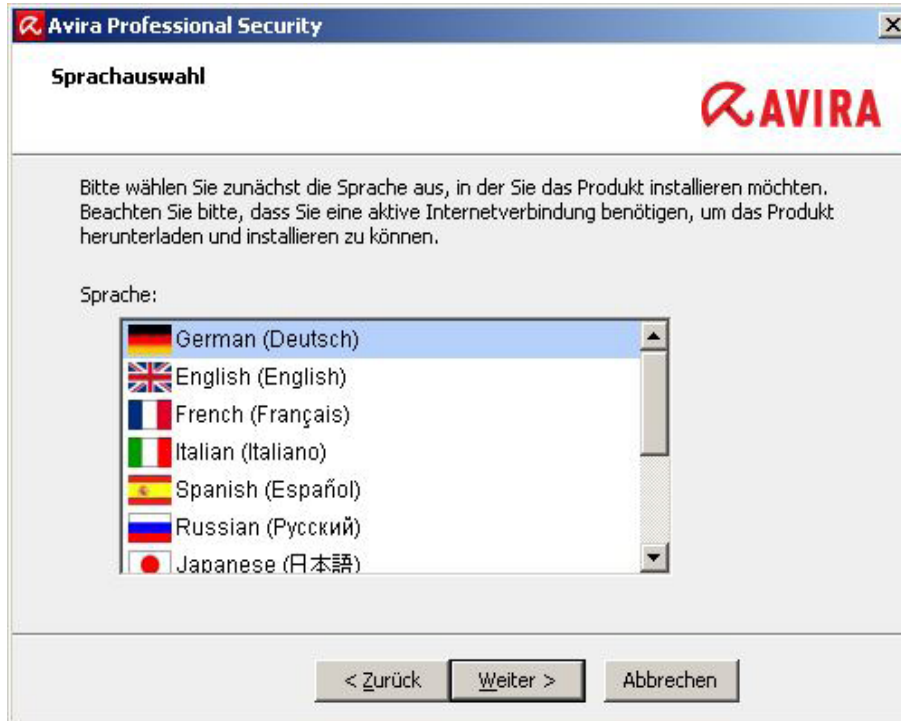 Avira Professional Security
Sprachauswahl
AVIRA
Bitte wählen Sie zunächst die Sprache aus, in der Sie das Produkt installieren möchten.
Beachten Sie bitte, dass Sie eine aktive Internetverbindung benötigen, um das Produkt
herunterladen und installieren zu können.
Sprache:
German (Deutsch)
English (English)
French (Français)
Italian (Italiano)
Spanish (Español)
Russian (Русский)
Japanese (日本語)
< Zurück
Weiter >
Abbrechen